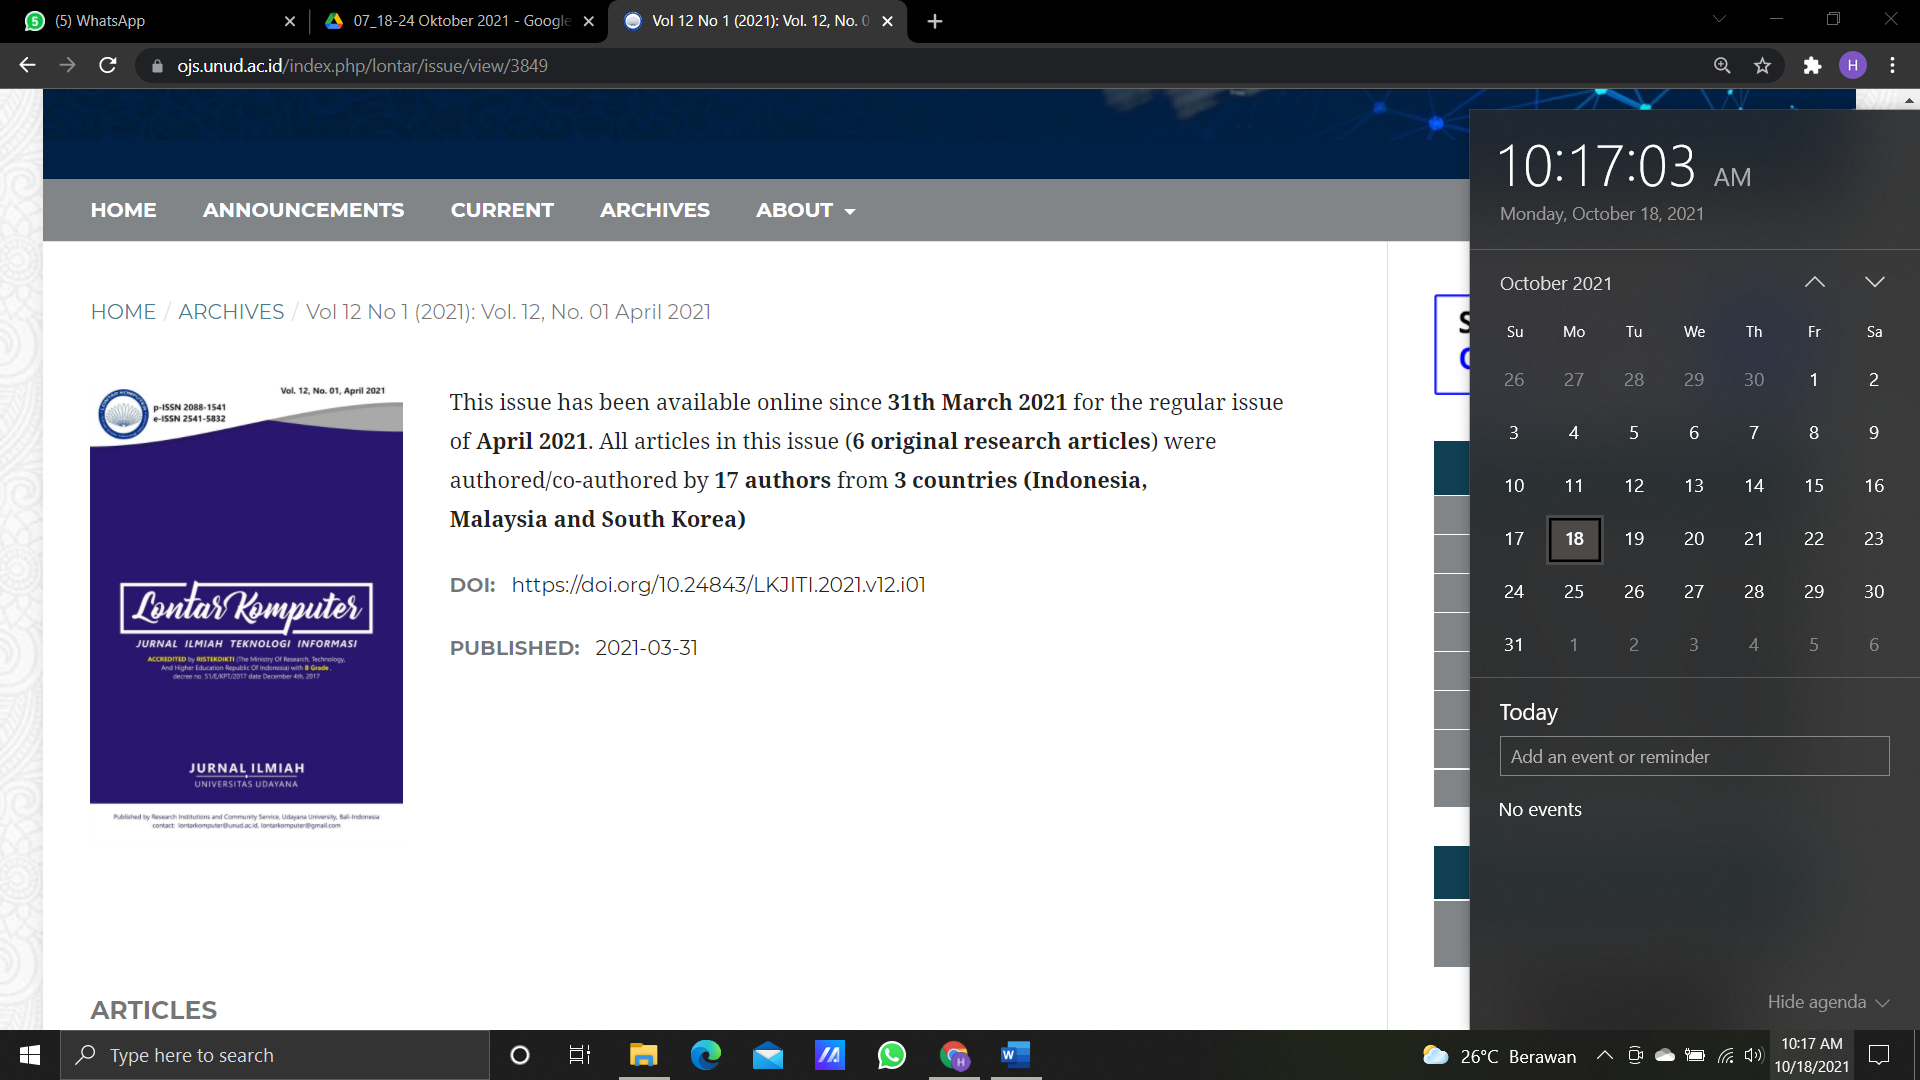 (5) WhatsApp
07_18-24 Oktober 2021 - Google
Vol 12 No 1 (2021): Vol. 12, No. 0
ojs.unud.ac.id/index.php/lontar/issue/view/3849
H
HOME ANNOUNCEMENTS CURRENT ARCHIVES ABOUT
HOME / ARCHIVES / Vol 12 No 1 (2021): Vol. 12, No. 01 April 2021
Vol. 12, No. 01, April 2021
p-ISSN 2088-1541
e-ISSN 2541-5832
Lontar Komputer
JURNAL ILMIAH TEKNOLOGI INFORMASI
ACCREDITED by RISTEKDIKTI (The Ministry Of Research, Technology,
And Higher Education Republic Of Indonesia) with B Grade,
decree no. 51/E/KPT/2017 date December 4th, 2017
JURNAL ILMIAH
UNIVERSITAS UDAYANA
Published by Research Institutions and Community Service, Udayana University, Bali-Indonesia
contact: lontarkomputer@unud.ac.id, lontarkomputer@gmail.com
This issue has been available online since 31th March 2021 for the regular issue
of April 2021. All articles in this issue (6 original research articles) were
authored/co-authored by 17 authors from 3 countries (Indonesia,
Malaysia and South Korea)
DOI: https://doi.org/10.24843/LKJITI.2021.v12.i01
PUBLISHED: 2021-03-31
ARTICLES
10:17:03 AM
Monday, October 18, 2021
October 2021
Su Mo Tu We Th Fr Sa
26 27 28 29 30 1 2
3 4 5 6 7 8 9
10 11 12 13 14 15 16
17 18 19 20 21 22 23
24 25 26 27 28 29 30
31 1 2 3 4 5 6
Today
Add an event or reminder
No events
Hide agenda
Type here to search
26°C Berawan
10:17 AM
10/18/2021